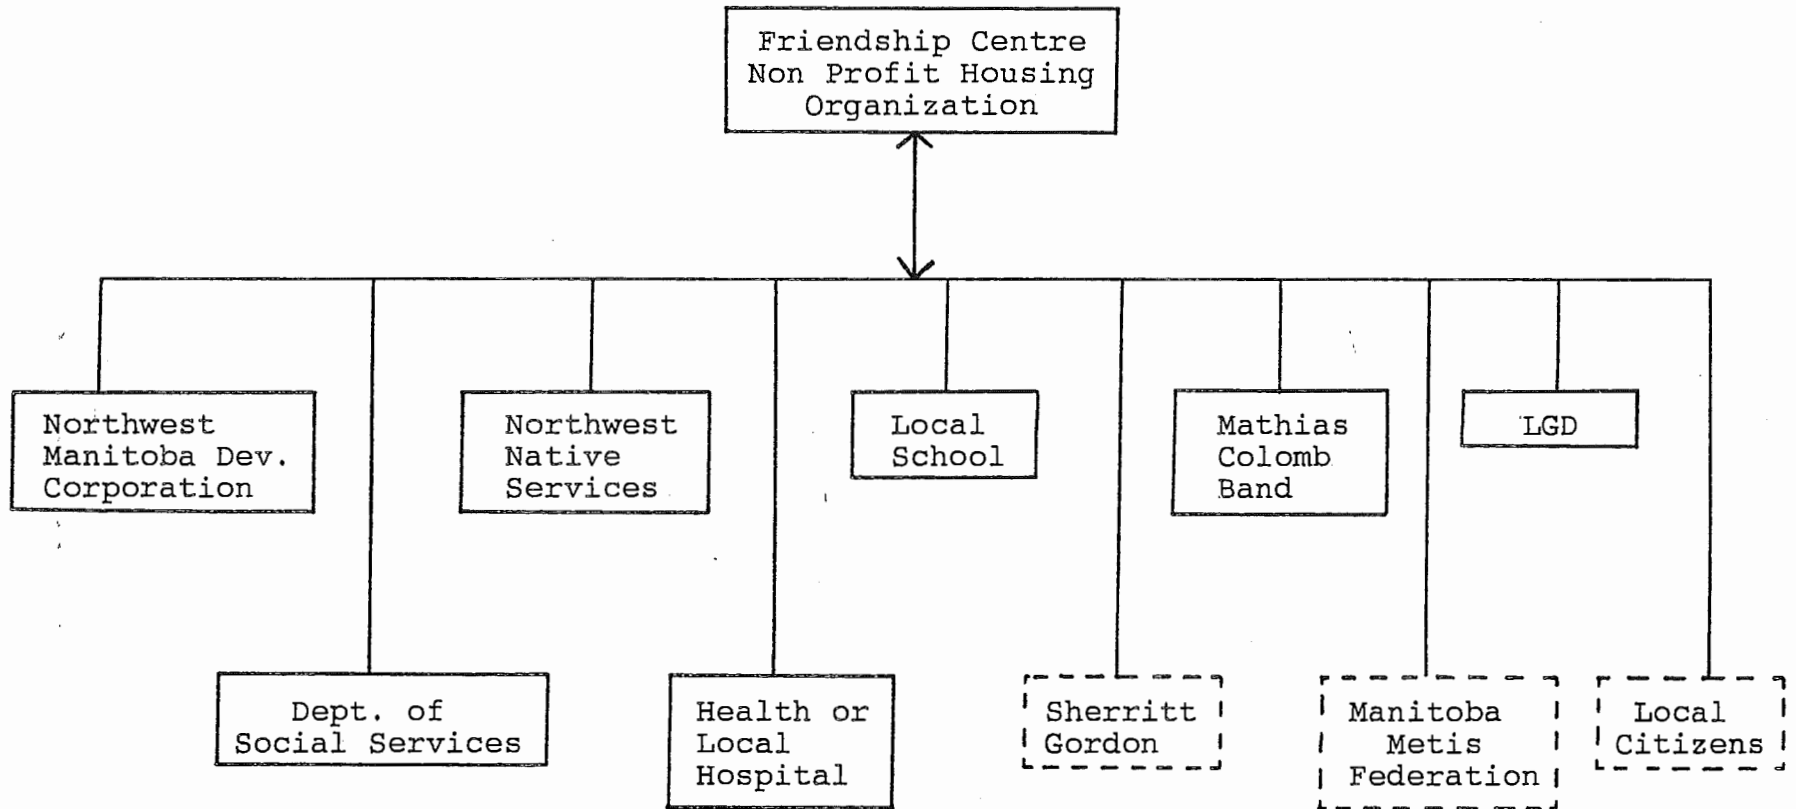 Friendship Centre
Non Profit Housing
Organization
Northwest
Manitoba Dev.
Corporation
Northwest
Native
Services
Local
School
Mathias
Colomb
Band
LGD
Dept. of
Social Services
Health or
Local
Hospital
Sherritt
Gordon
Manitoba
Metis
Federation
Local
Citizens